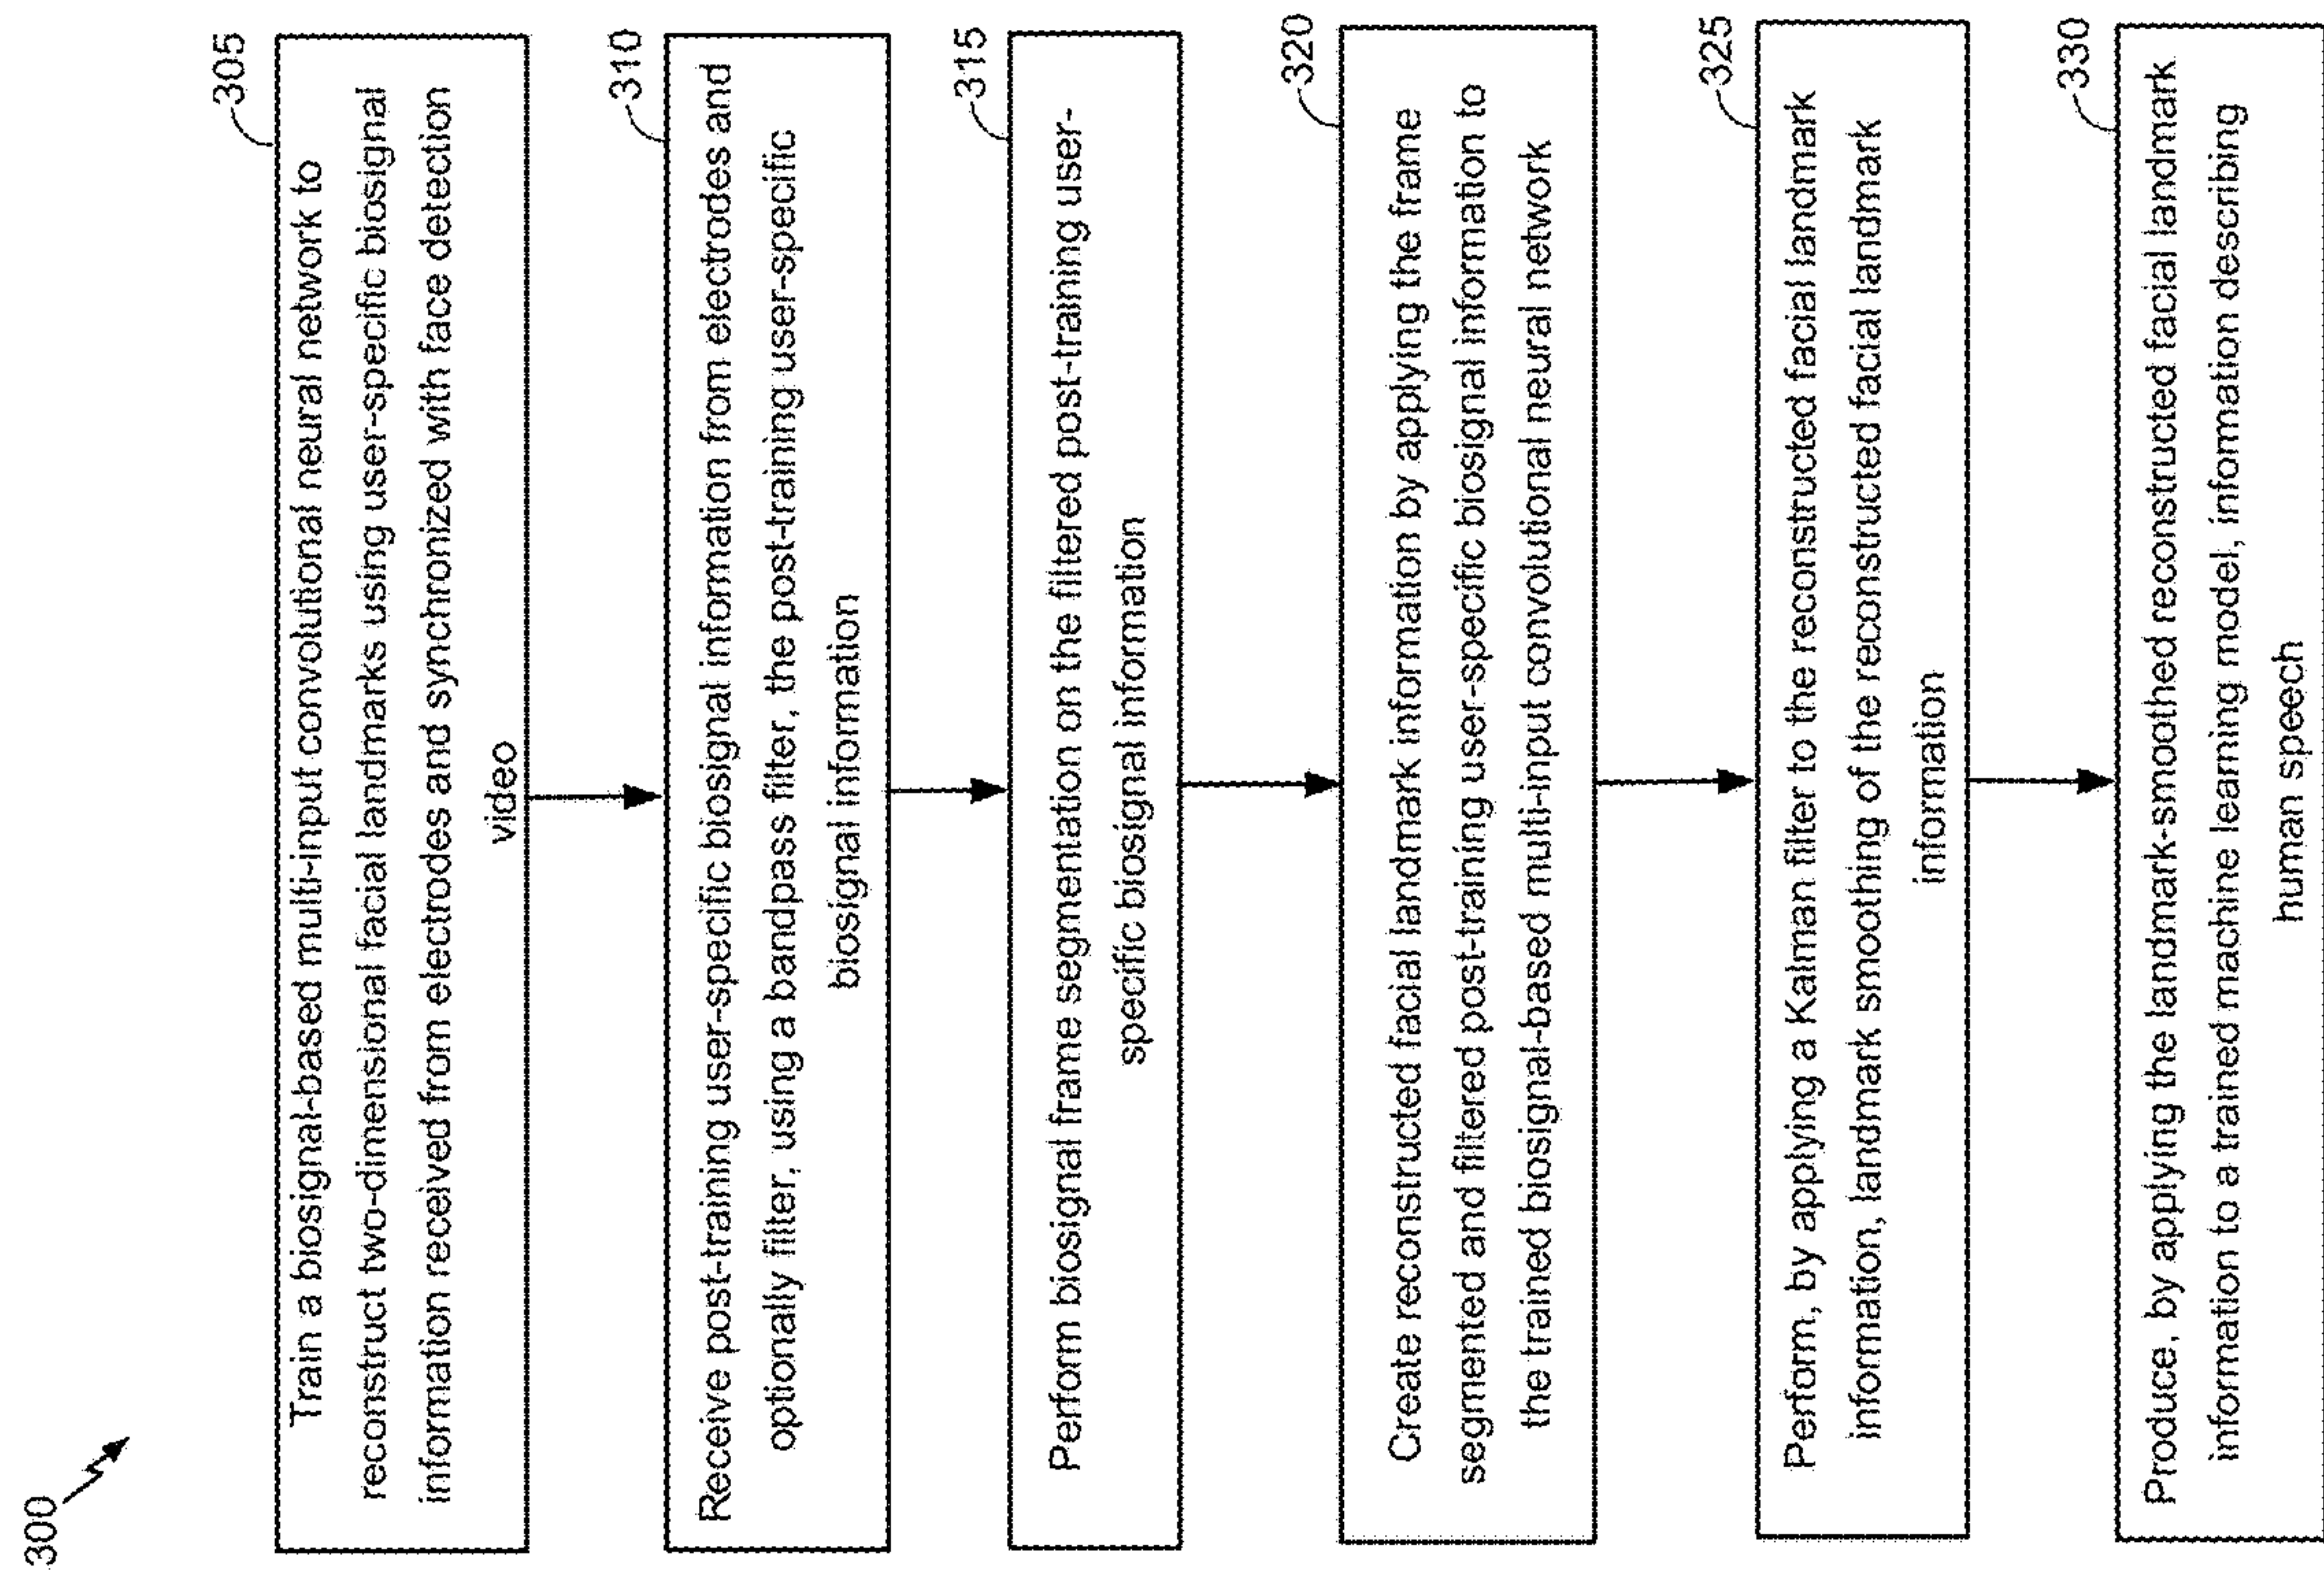 300
305
Train a biosignal-based multi-input convolutional neural network to
reconstruct two-dimensional facial landmarks using user-specific biosignal
information received from electrodes and synchronized with face detection
video
310
Receive post-training user-specific biosignal information from electrodes and
optionally filter, using a bandpass filter, the post-training user-specific
biosignal information
315
Perform biosignal frame segmentation on the filtered post-training user-
specific biosignal information
320
Create reconstructed facial landmark information by applying the frame
segmented and filtered post-training user-specific biosignal information to
the trained biosignal-based multi-input convolutional neural network
325
Perform, by applying a Kalman filter to the reconstructed facial landmark
information, landmark smoothing of the reconstructed facial landmark
information
330
Produce, by applying the landmark-smoothed reconstructed facial landmark
information to a trained machine learning model, information describing
human speech